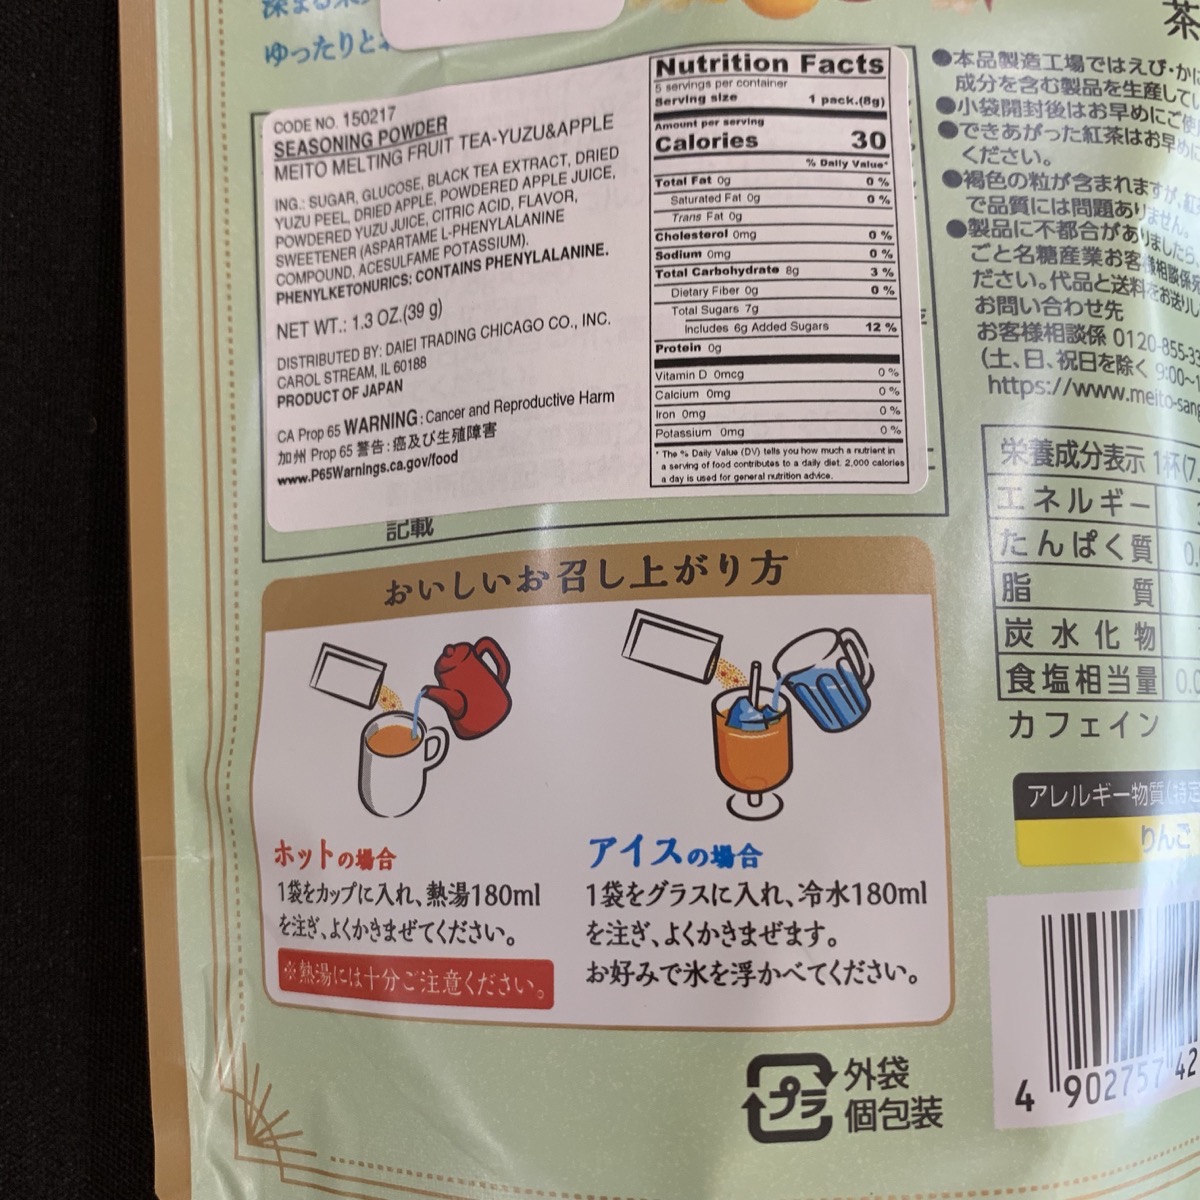 ゆったりと
茶
CODE NO. 150217
SEASONING POWDER
MEITO MELTING FRUIT TEA-YUZU&APPLE
ING.: SUGAR, GLUCOSE, BLACK TEA EXTRACT, DRIED
YUZU PEEL, DRIED APPLE, POWDERED APPLE JUICE,
POWDERED YUZU JUICE, CITRIC ACID, FLAVOR,
SWEETENER (ASPARTAME L-PHENYLALANINE
COMPOUND, ACESULFAME POTASSIUM).
PHENYLKETONURICS: CONTAINS PHENYLALANINE.
NET WT.: 1.3 OZ.(39 g)
DISTRIBUTED BY: DAIEI TRADING CHICAGO CO., INC.
CAROL STREAM, IL 60188
PRODUCT OF JAPAN
CA Prop 65 WARNING : Cancer and Reproductive Harm
加州 Prop 65 警告 : 癌及び生殖障害
www.P65Warnings.ca.gov/food
記載
Nutrition Facts
5 servings per container
Serving size 1 pack.(8g)
Amount per serving
Calories 30
% Daily Value*
Total Fat 0g 0 %
Saturated Fat 0g 0 %
Trans Fat 0g
Cholesterol 0mg 0 %
Sodium 0mg 0 %
Total Carbohydrate 8g 3 %
Dietary Fiber 0g 0 %
Total Sugars 7g
Includes 6g Added Sugars 12 %
Protein 0g
Vitamin D 0mcg 0 %
Calcium 0mg 0 %
Iron 0mg 0 %
Potassium 0mg 0 %
* The % Daily Value (DV) tells you how much a nutrient in
a serving of food contributes to a daily diet. 2,000 calories
a day is used for general nutrition advice.
●本品製造工場ではえび・かに
成分を含む製品を生産して
●小袋開封後はお早めにご使
●できあがった紅茶はお早めに
ください。
●褐色の粒が含まれますが、紅
で品質には問題ありません。
●製品に不都合がありましたら、
ごと名糖産業お客様相談係宛
ださい。代品と送料をお送りし
お問い合わせ先
お客様相談係 0120-855-33
(土、日、祝日を除く 9:00〜
https://www.meito-sang
栄養成分表示 1杯(7
エネルギー
たんぱく質 0.
脂 質
炭水化物
食塩相当量 0.0
カフェイン
アレルギー物質(特定
りんご
おいしいお召し上がり方
ホットの場合
1袋をカップに入れ、熱湯180ml
を注ぎ、よくかきまぜてください。
※熱湯には十分ご注意ください。
アイスの場合
1袋をグラスに入れ、冷水180ml
を注ぎ、よくかきまぜます。
お好みで氷を浮かべてください。
プラ
外袋
個包装
4 902757 42